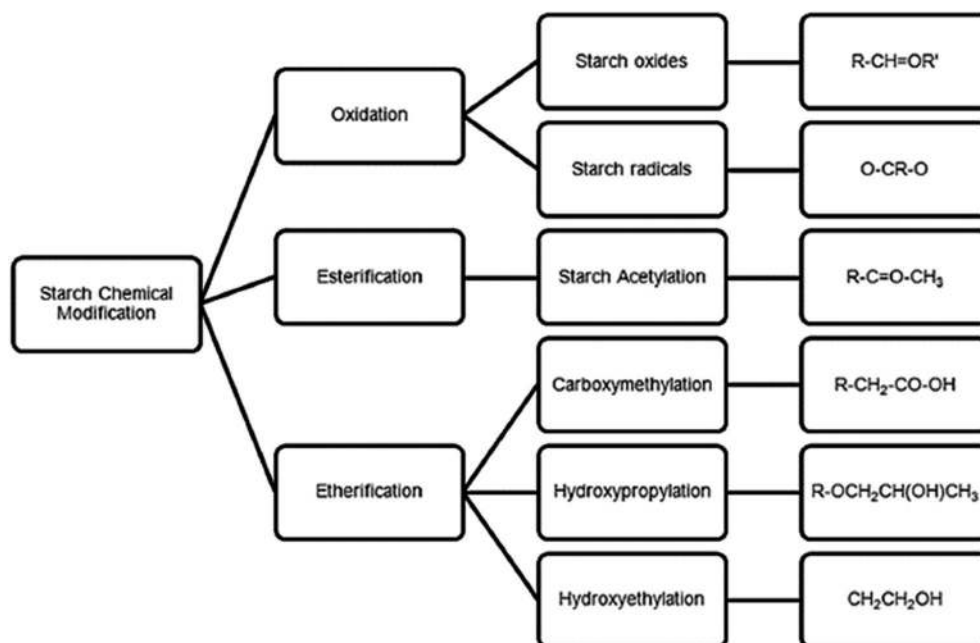 Starch Chemical
Modification
Oxidation
Starch oxides
R-CH=OR'
Starch radicals
O-CR-O
Esterification
Starch Acetylation
R-C=O-CH₃
Etherification
Carboxymethylation
R-CH₂-CO-OH
Hydroxypropylation
R-OCH₂CH(OH)CH₃
Hydroxyethylation
CH₂CH₂OH